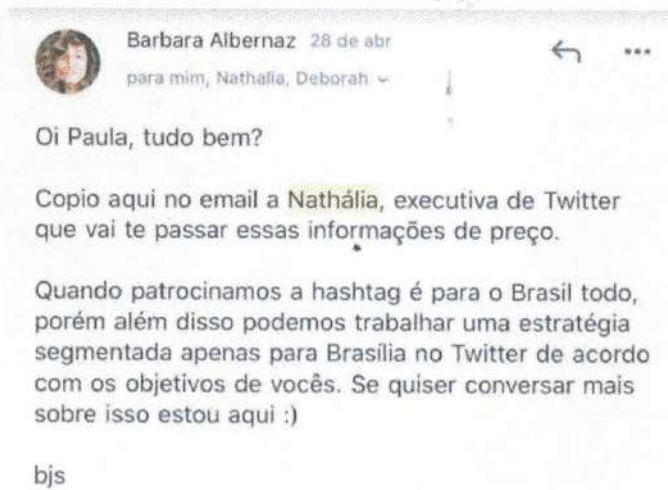 Barbara Albernaz 28 de abr
para mim, Nathalia, Deborah
Oi Paula, tudo bem?
Copio aqui no email a Nathália, executiva de Twitter
que vai te passar essas informações de preço.
Quando patrocinamos a hashtag é para o Brasil todo,
porém além disso podemos trabalhar uma estratégia
segmentada apenas para Brasília no Twitter de acordo
com os objetivos de vocês. Se quiser conversar mais
sobre isso estou aqui :)
bjs